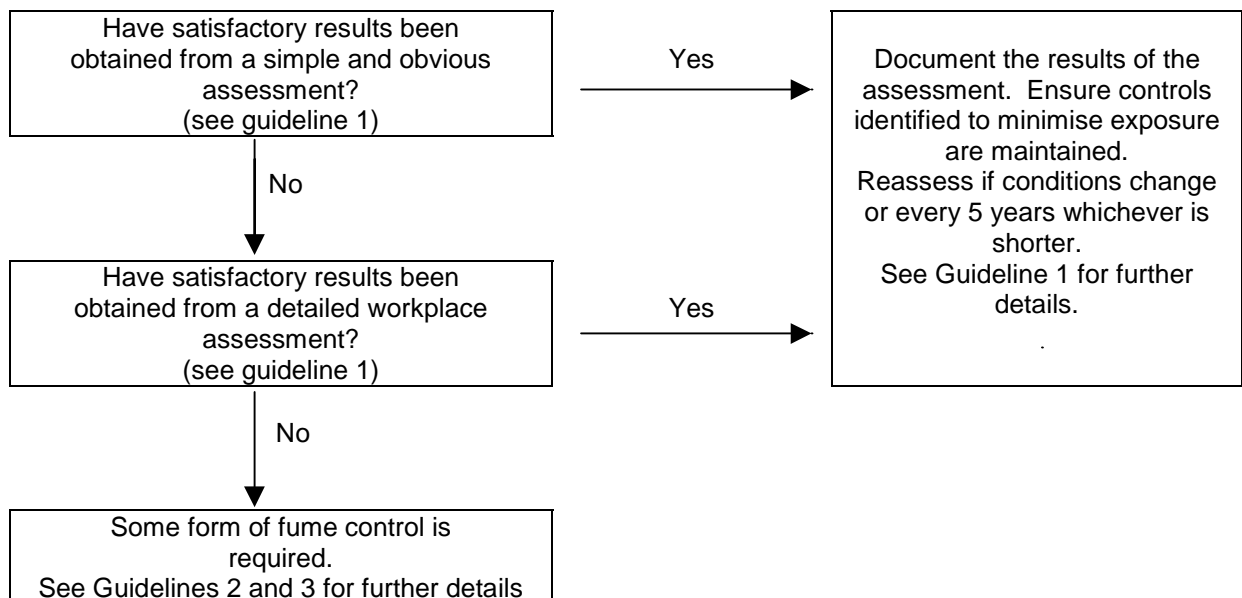 Have satisfactory results been
obtained from a simple and obvious
assessment?
(see guideline 1)
Yes
Document the results of the
assessment. Ensure controls
identified to minimise exposure
are maintained.
Reassess if conditions change
or every 5 years whichever is
shorter.
See Guideline 1 for further
details.
.
No
Have satisfactory results been
obtained from a detailed workplace
assessment?
(see guideline 1)
Yes
No
Some form of fume control is
required.
See Guidelines 2 and 3 for further details